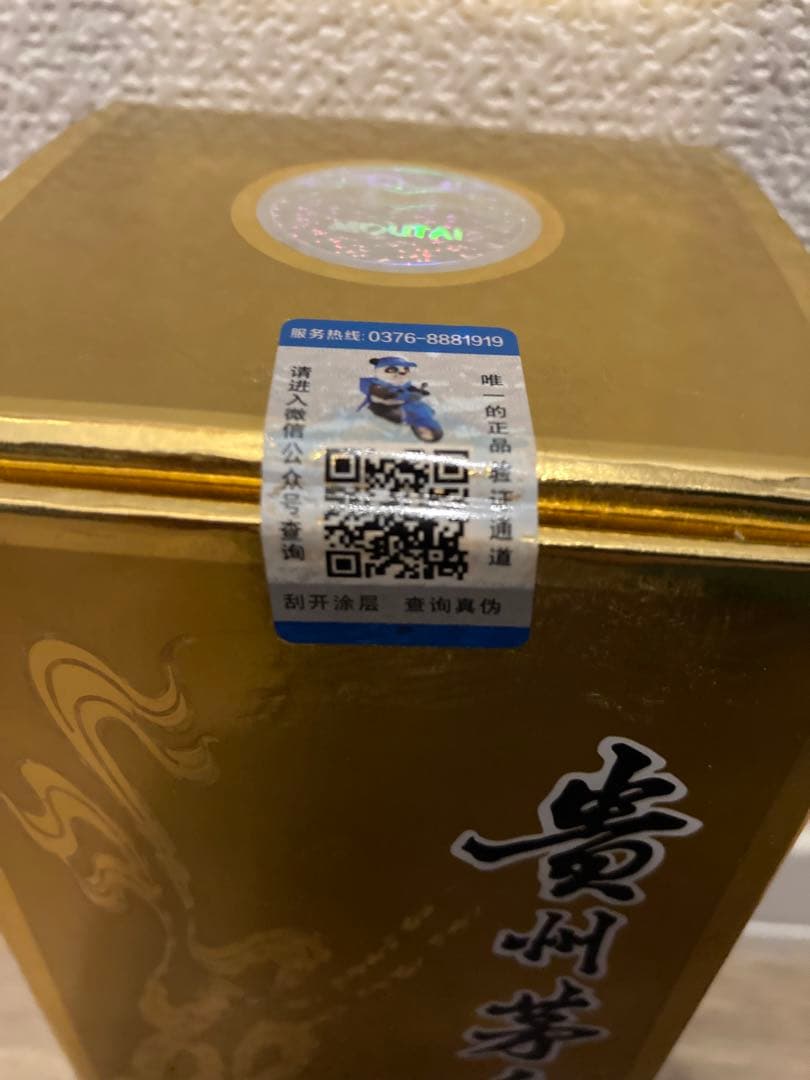 MOUTAI
服务热线:0376-8881919
请进入微信公众号查询
唯一的正品验证通道
刮开涂层 查询真伪
貴州茅